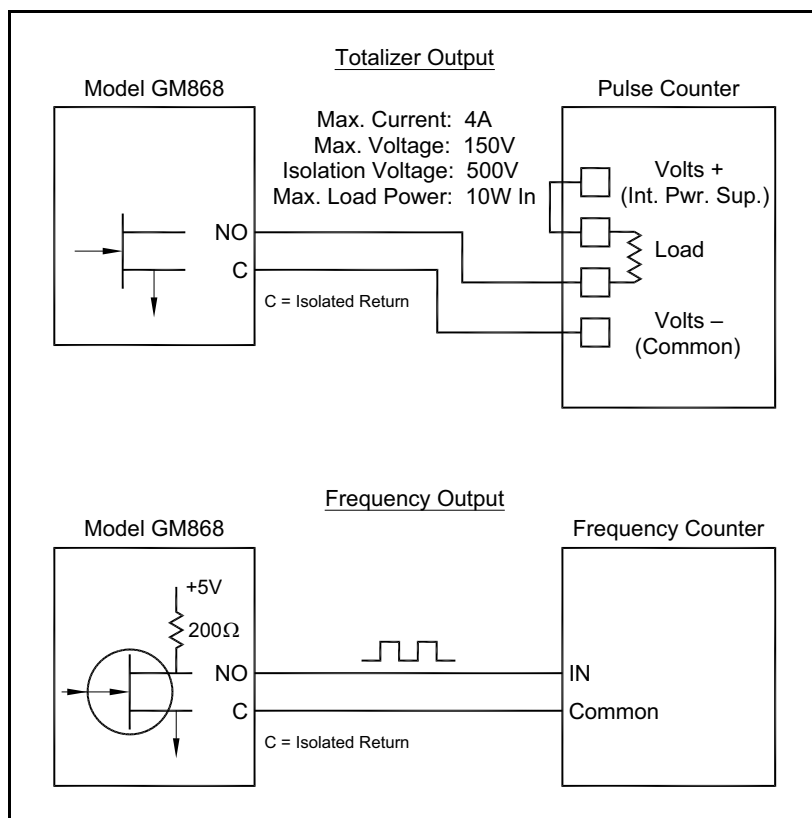 Totalizer Output
Model GM868
Pulse Counter
Max. Current: 4A
Max. Voltage: 150V
Isolation Voltage: 500V
Max. Load Power: 10W In
Volts +
(Int. Pwr. Sup.)
NO
Load
C
C = Isolated Return
Volts –
(Common)
Frequency Output
Model GM868
Frequency Counter
+5V
200Ω
NO
IN
C
Common
C = Isolated Return